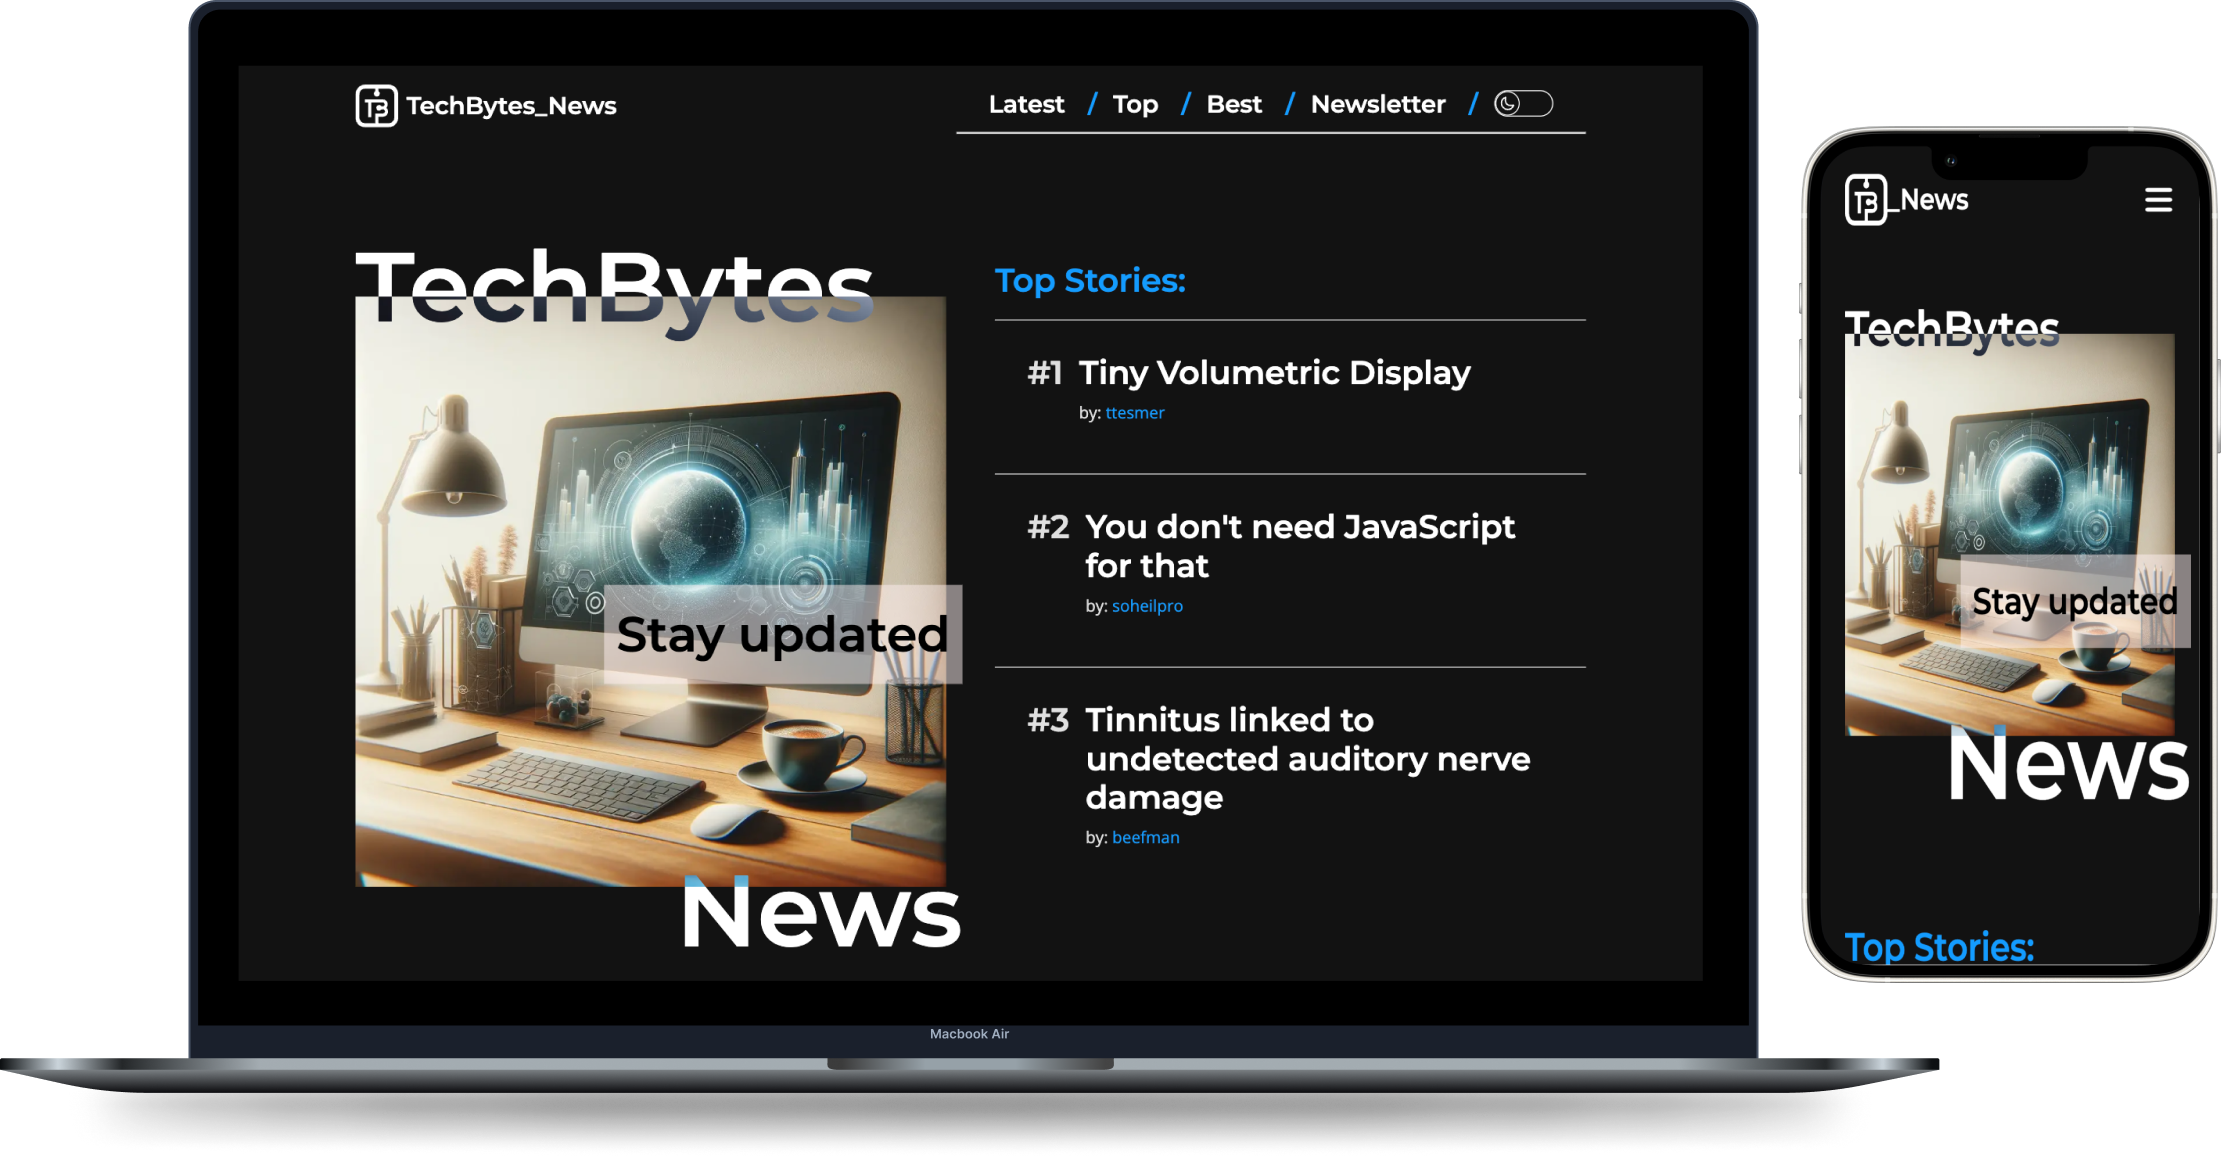 TB TechBytes_News
Latest / Top / Best / Newsletter /
TechBytes
Stay updated
News
Top Stories:
#1 Tiny Volumetric Display
by: ttesmer
#2 You don't need JavaScript
for that
by: soheilpro
#3 Tinnitus linked to
undetected auditory nerve
damage
by: beefman
Macbook Air
TB_News
TechBytes
Stay updated
News
Top Stories: